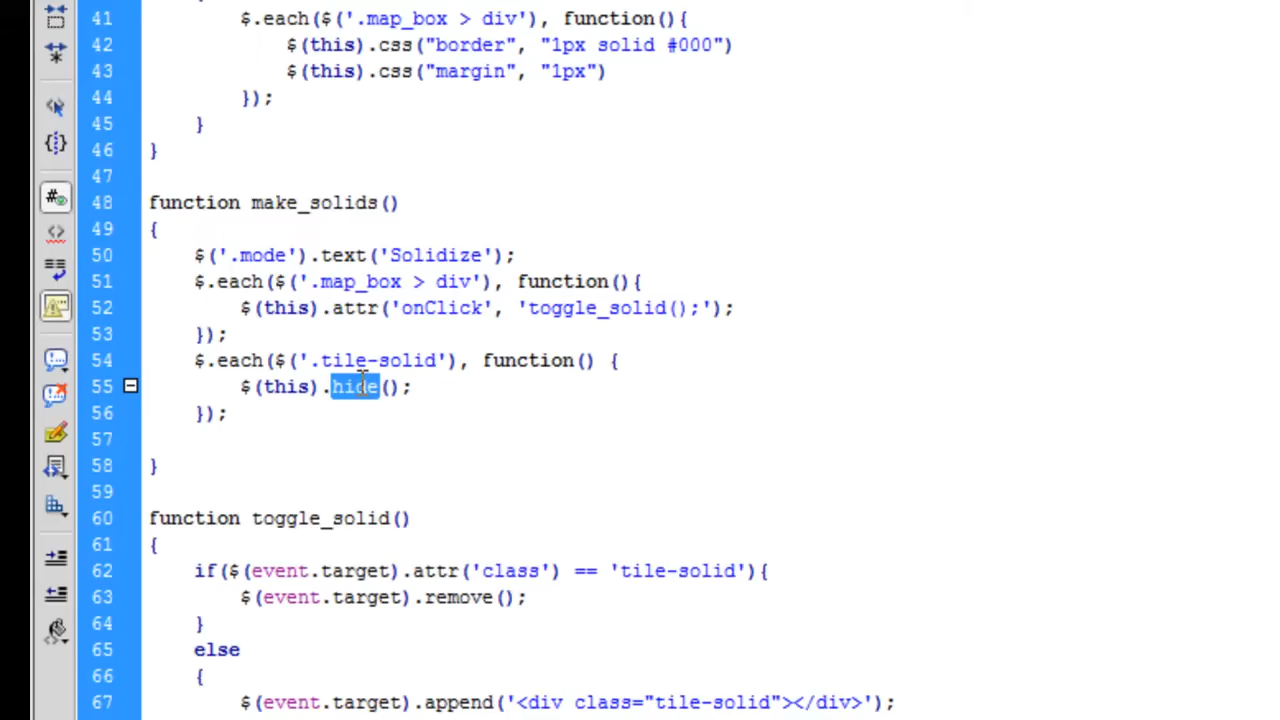 41 $.each($('.map_box > div'), function(){
42 $(this).css("border", "1px solid #000")
43 $(this).css("margin", "1px")
44 });
45 }
46 }
47
48 function make_solids()
49 {
50 $('.mode').text('Solidize');
51 $.each($('.map_box > div'), function(){
52 $(this).attr('onClick', 'toggle_solid();');
53 });
54 $.each($('.tile-solid'), function() {
55 $(this).hide();
56 });
57
58 }
59
60 function toggle_solid()
61 {
62 if($(event.target).attr('class') == 'tile-solid'){
63 $(event.target).remove();
64 }
65 else
66 {
67 $(event.target).append('<div class="tile-solid"></div>');